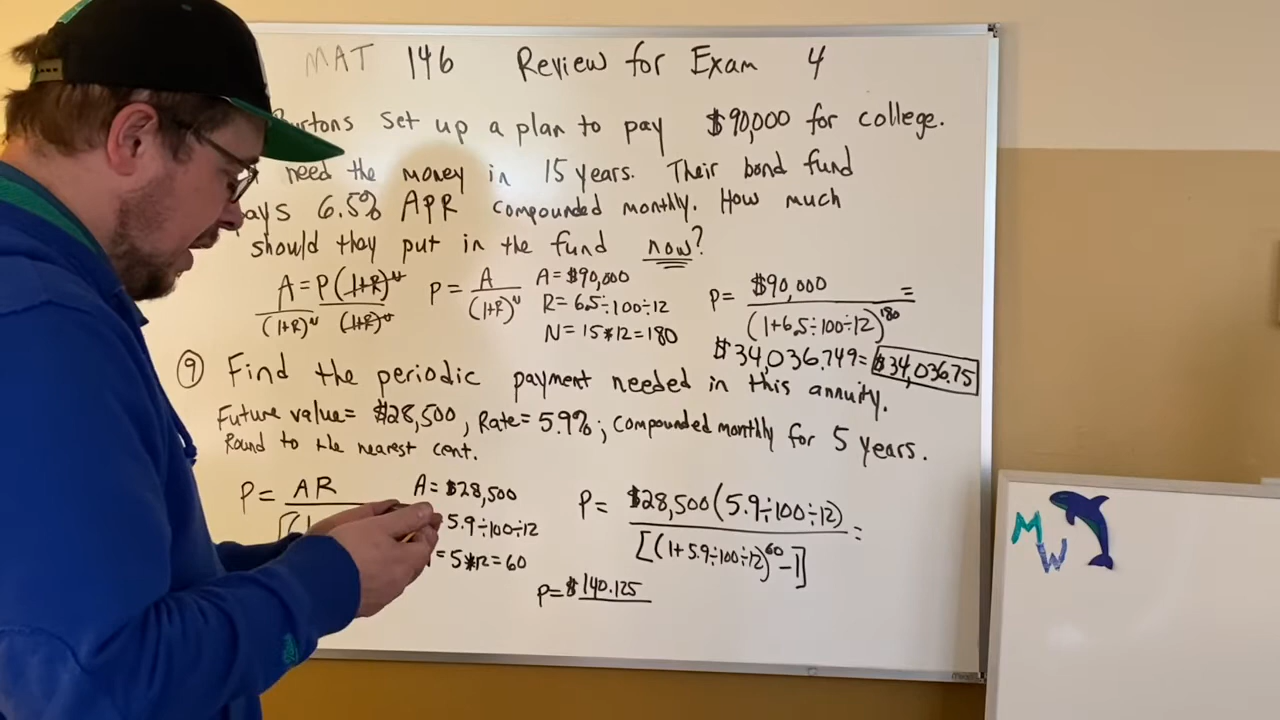 MAT 146 Review for Exam 4
Burtons set up a plan to pay $90,000 for college.
need the money in 15 years. Their bond fund
pays 6.5% APR compounded monthly. How much
should they put in the fund now?
A = P(1+R)^N P = A A = $90,000 P = $90,000 =
(1+R)^N (1+R)^N (1+R)^N R = 6.5÷100÷12 (1+6.5÷100÷12)^180
N = 15*12 = 180 $34,036.749 = $34,036.75
⑨ Find the periodic payment needed in this annuity.
Future value = $28,500, Rate = 5.9%; Compounded monthly for 5 years.
Round to the nearest cent.
P = AR A = $28,500 P = $28,500(5.9÷100÷12) =
[(1 5.9÷100÷12 [(1+5.9÷100÷12)^60 -1]
= 5*12 = 60
P = $140.125
MW